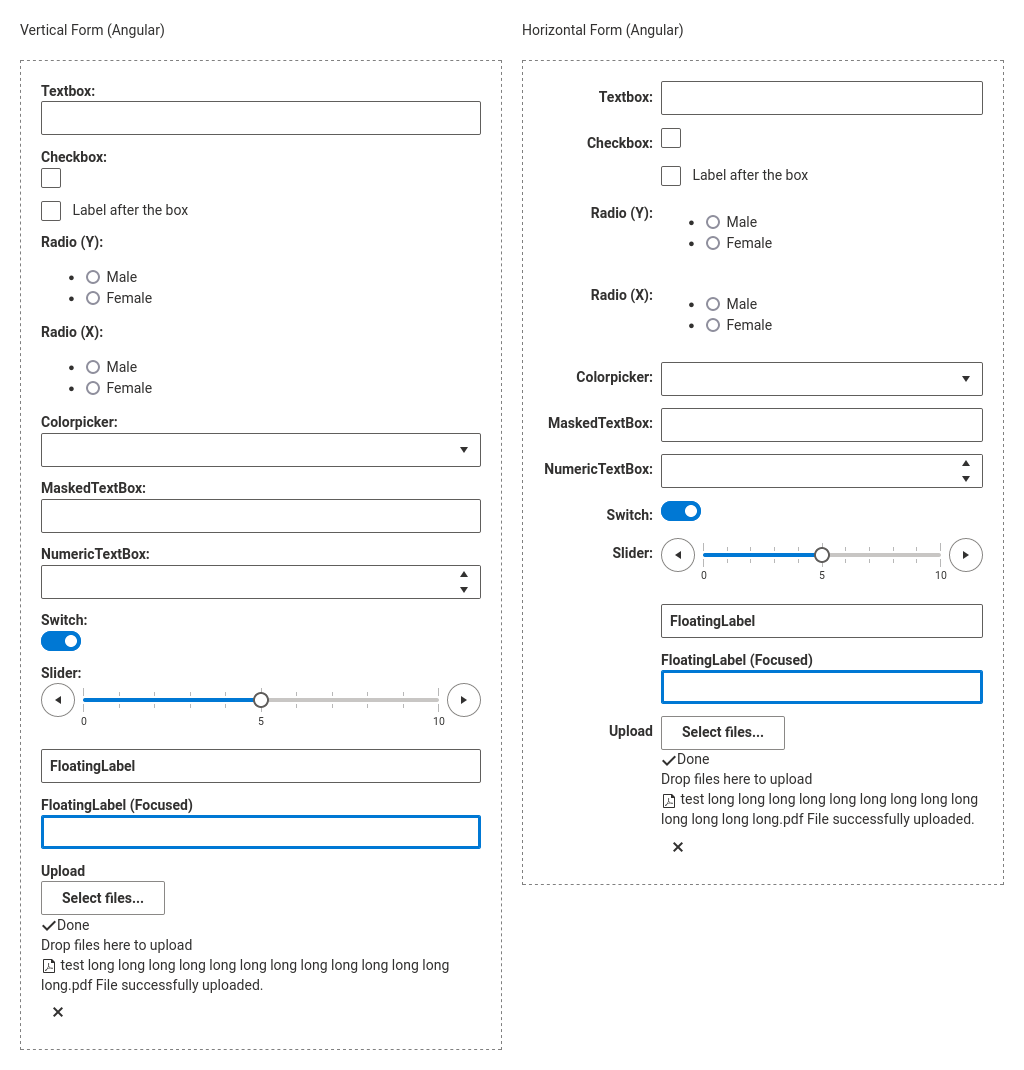 Vertical Form (Angular)
Textbox:
Checkbox:
Label after the box
Radio (Y):
Male
Female
Radio (X):
Male
Female
Colorpicker:
MaskedTextBox:
NumericTextBox:
Switch:
Slider:
0 5 10
FloatingLabel
FloatingLabel (Focused)
Upload
Select files...
Done
Drop files here to upload
test long long long long long long long long long long long long
long.pdf File successfully uploaded.
Horizontal Form (Angular)
Textbox:
Checkbox:
Label after the box
Radio (Y):
Male
Female
Radio (X):
Male
Female
Colorpicker:
MaskedTextBox:
NumericTextBox:
Switch:
Slider:
0 5 10
FloatingLabel
FloatingLabel (Focused)
Upload
Select files...
Done
Drop files here to upload
test long long long long long long long long long
long long long long.pdf File successfully uploaded.